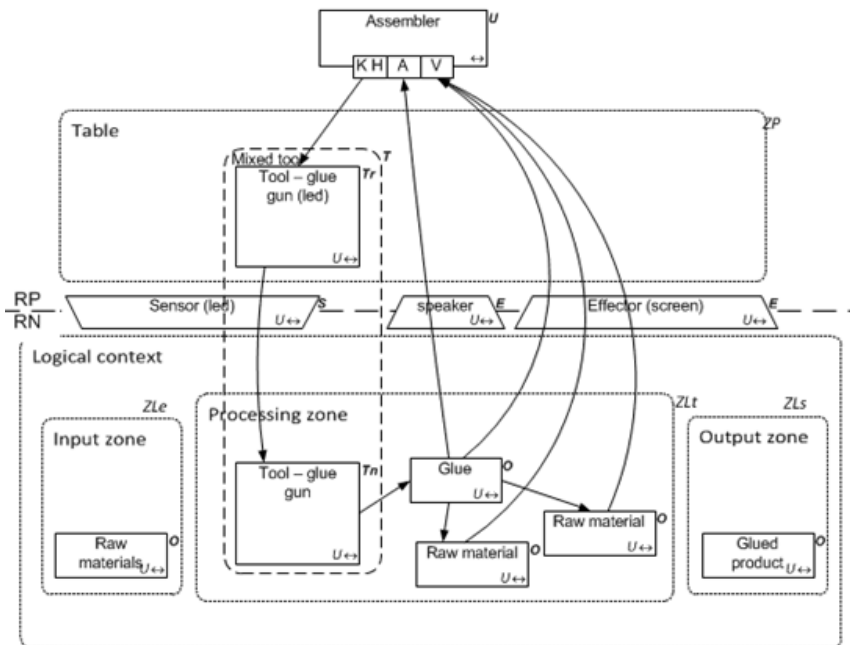 Assembler
U
↔
K H
A
V
Table
ZP
Mixed tool
T
Tool – glue
gun (led)
Tr
U↔
RP
RN
Sensor (led)
S
U↔
speaker
E
U↔
Effector (screen)
E
U↔
Logical context
ZLe
Input zone
Raw
materials
O
U↔
Processing zone
ZLt
Tool – glue
gun
Tn
U↔
Glue
O
U↔
Raw material
O
U↔
Raw material
O
U↔
ZLs
Output zone
Glued
product
O
U↔